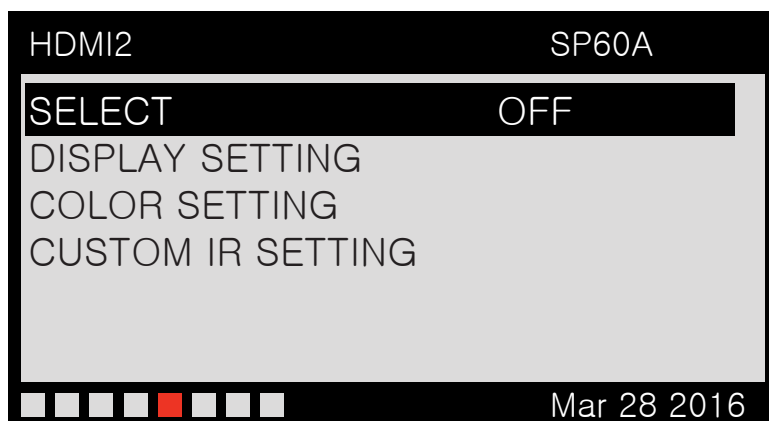 HDMI2 SP60A
SELECT OFF
DISPLAY SETTING
COLOR SETTING
CUSTOM IR SETTING
Mar 28 2016